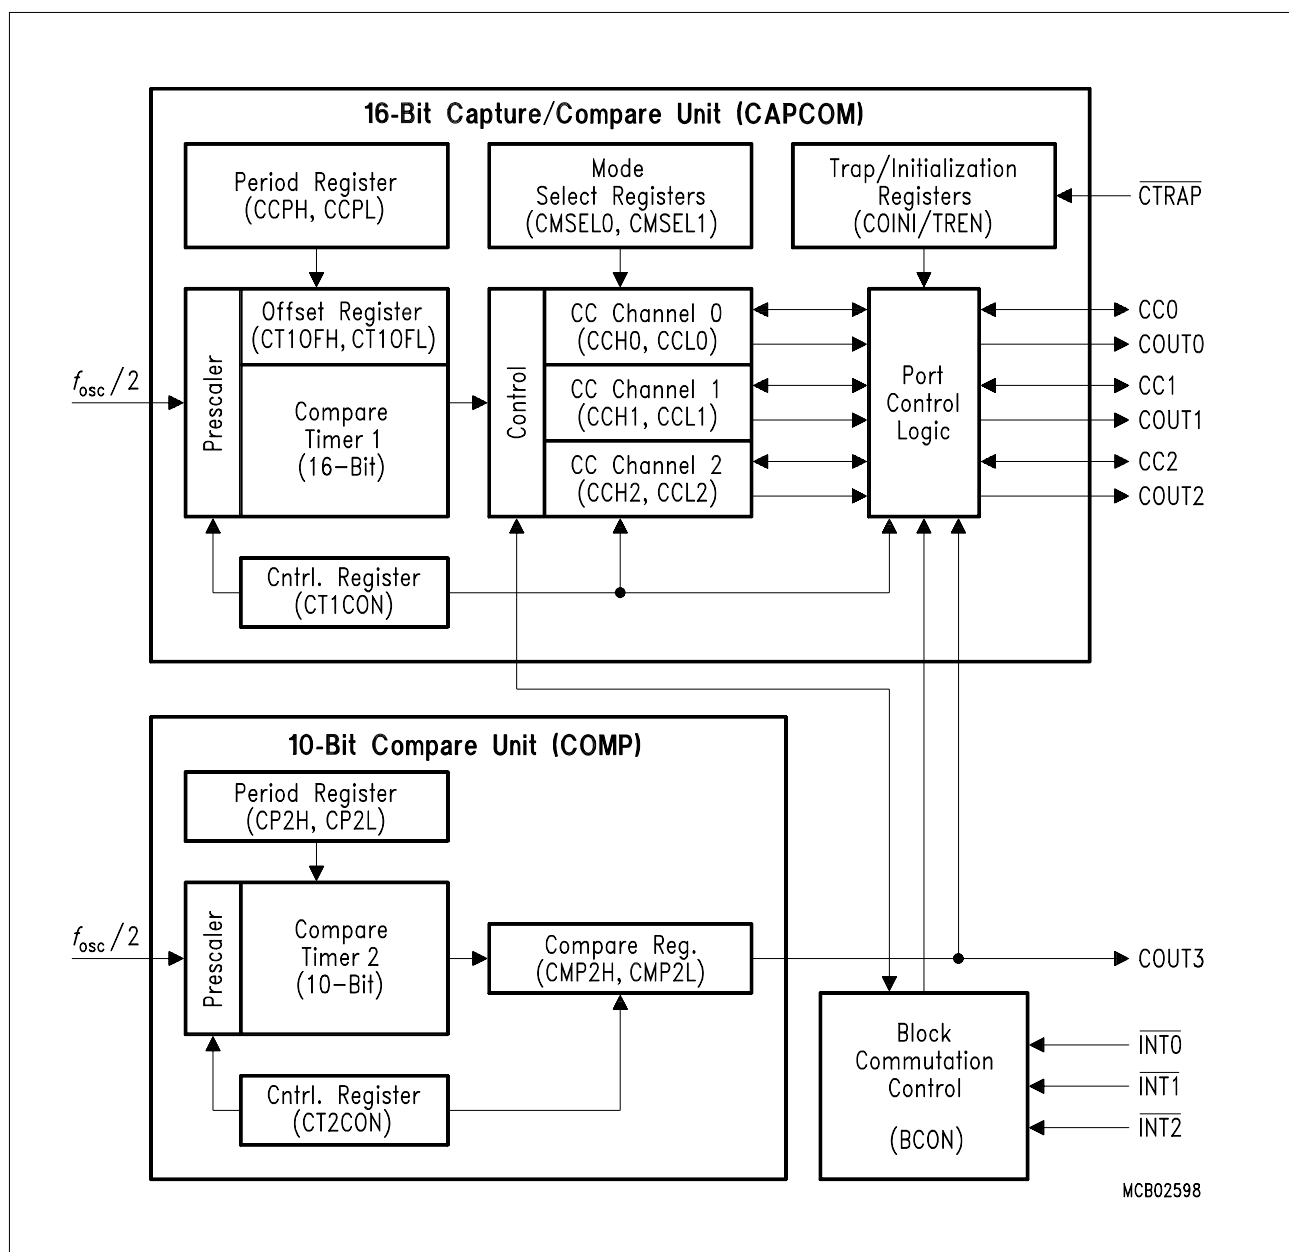 16-Bit Capture/Compare Unit (CAPCOM)
Period Register
(CCPH, CCPL)
Mode
Select Registers
(CMSEL0, CMSEL1)
Trap/Initialization
Registers
(COINI/TREN)
CTRAP
Prescaler
Offset Register
(CT1OFH, CT1OFL)
Compare
Timer 1
(16-Bit)
fosc/2
Control
CC Channel 0
(CCH0, CCL0)
CC Channel 1
(CCH1, CCL1)
CC Channel 2
(CCH2, CCL2)
Port
Control
Logic
CC0
COUT0
CC1
COUT1
CC2
COUT2
Cntrl. Register
(CT1CON)
10-Bit Compare Unit (COMP)
Period Register
(CP2H, CP2L)
fosc/2
Prescaler
Compare
Timer 2
(10-Bit)
Compare Reg.
(CMP2H, CMP2L)
COUT3
Cntrl. Register
(CT2CON)
Block
Commutation
Control
(BCON)
INT0
INT1
INT2
MCB02598